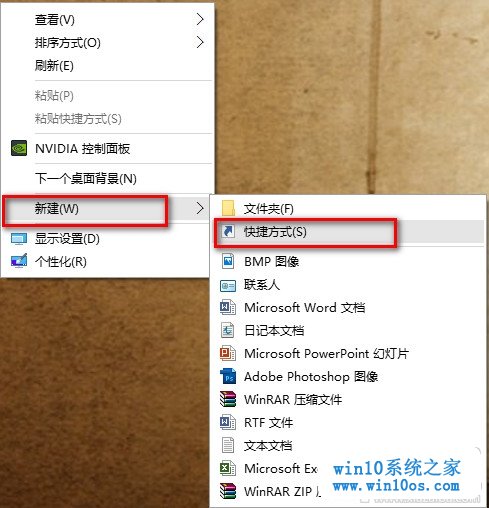 查看(V)
排序方式(O)
刷新(E)
粘贴(P)
粘贴快捷方式(S)
NVIDIA 控制面板
下一个桌面背景(N)
新建(W)
显示设置(D)
个性化(R)
文件夹(F)
快捷方式(S)
BMP 图像
联系人
Microsoft Word 文档
日记本文档
Microsoft PowerPoint 幻灯片
Adobe Photoshop 图像
WinRAR 压缩文件
RTF 文件
文本文档
Microsoft
WinRAR ZIP
win10系统之家
www.win10os.com